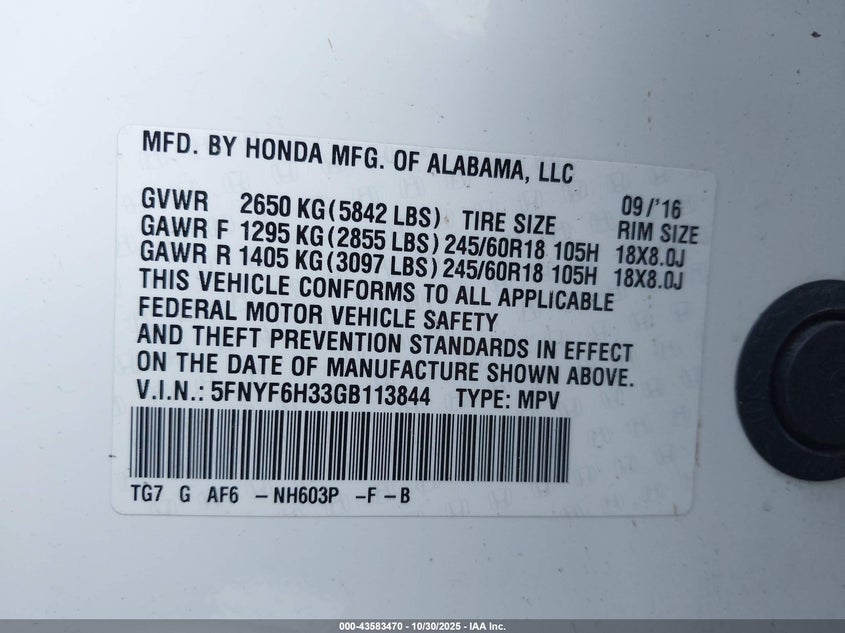 MFD. BY HONDA MFG. OF ALABAMA, LLC
GVWR 2650 KG(5842 LBS) TIRE SIZE 09/'16 RIM SIZE
GAWR F 1295 KG(2855 LBS) 245/60R18 105H 18X8.0J
GAWR R 1405 KG(3097 LBS) 245/60R18 105H 18X8.0J
THIS VEHICLE CONFORMS TO ALL APPLICABLE
FEDERAL MOTOR VEHICLE SAFETY
AND THEFT PREVENTION STANDARDS IN EFFECT
ON THE DATE OF MANUFACTURE SHOWN ABOVE.
V.I.N.: 5FNYF6H33GB113844 TYPE: MPV
TG7 G AF6 -NH603P -F-B
000-43583470 - 10/30/2025 - IAA Inc.